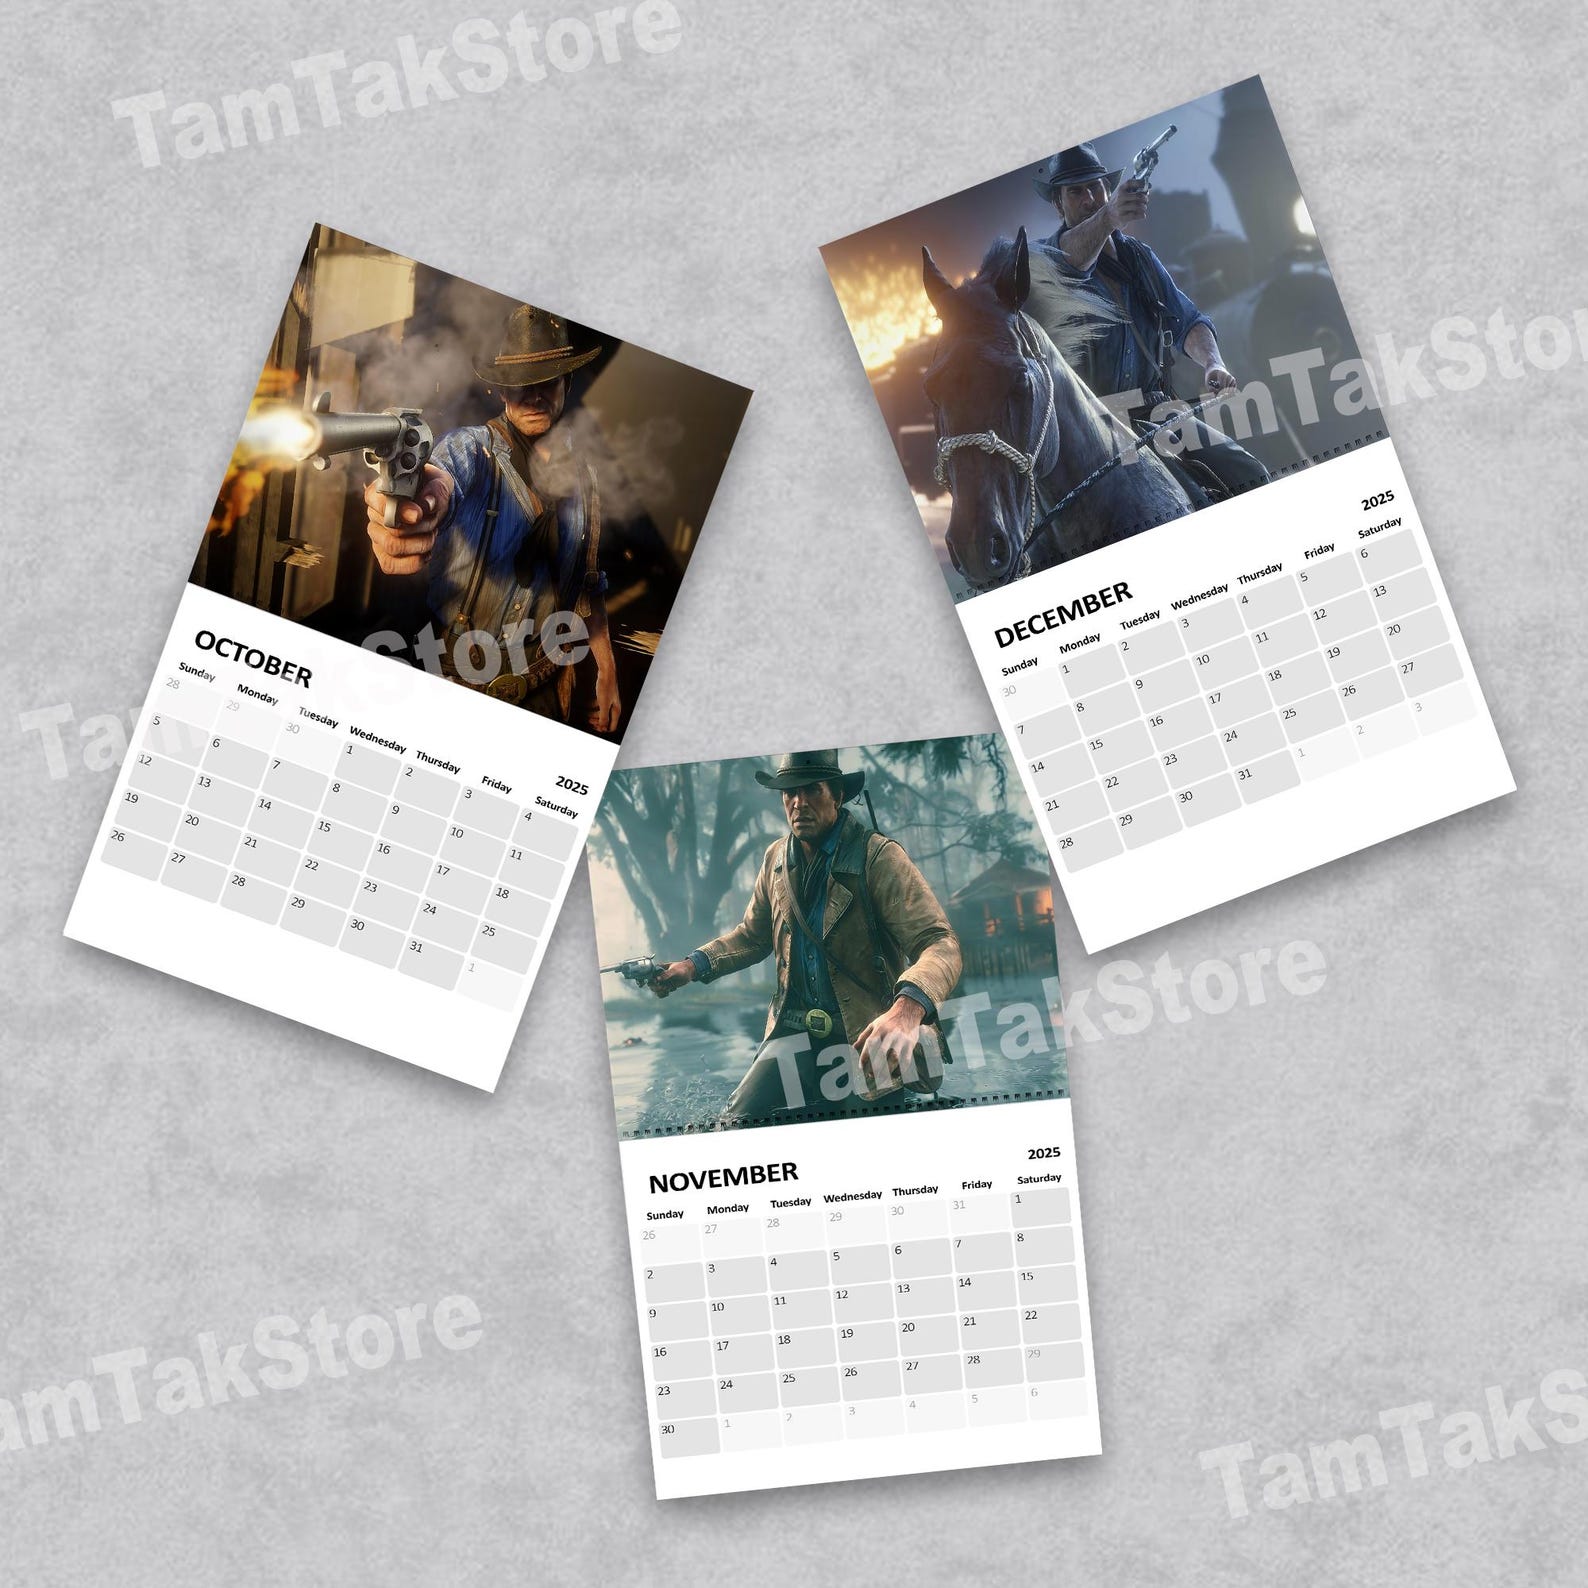 TamTakStore
TamTakStore
TamTakStore
OCTOBER
2025
Sunday Monday Tuesday Wednesday Thursday Friday Saturday
28 29 30 1 2 3 4
5 6 7 8 9 10 11
12 13 14 15 16 17 18
19 20 21 22 23 24 25
26 27 28 29 30 31 1
DECEMBER
2025
Sunday Monday Tuesday Wednesday Thursday Friday Saturday
30 1 2 3 4 5 6
7 8 9 10 11 12 13
14 15 16 17 18 19 20
21 22 23 24 25 26 27
28 29 30 31 1 2 3
TamTakStore
NOVEMBER
2025
Sunday Monday Tuesday Wednesday Thursday Friday Saturday
26 27 28 29 30 31 1
2 3 4 5 6 7 8
9 10 11 12 13 14 15
16 17 18 19 20 21 22
23 24 25 26 27 28 29
30 1 2 3 4 5 6
amTakStore
TamTakS